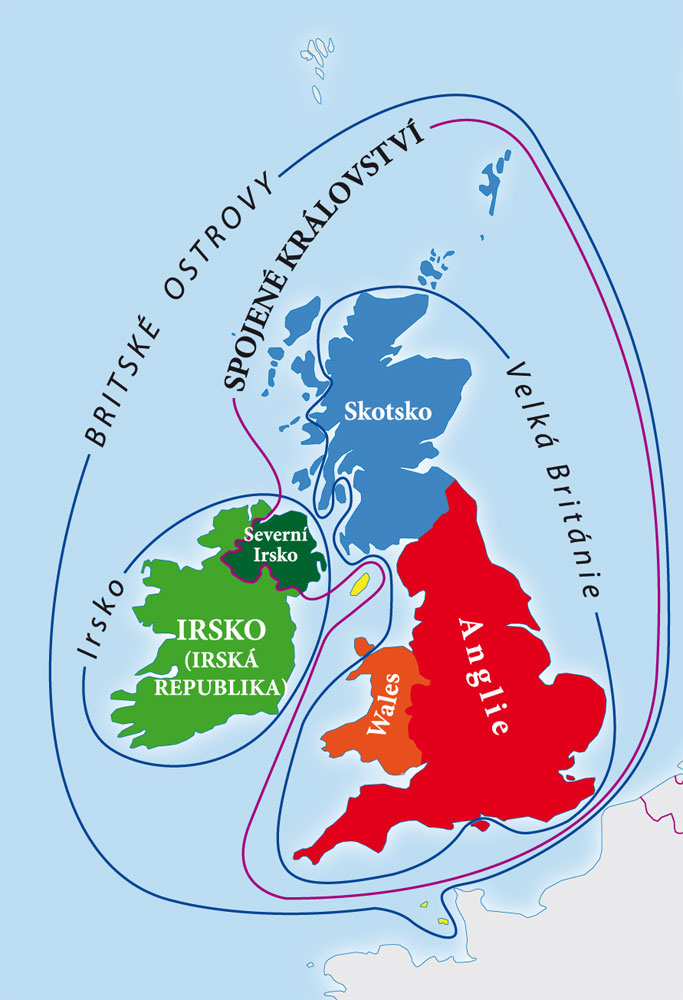 BRITSKÉ OSTROVY
SPOJENÉ KRÁLOVSTVÍ
Velká Británie
Skotsko
Severní
Irsko
Irsko
IRSKO
(IRSKÁ
REPUBLIKA)
Wales
Anglie